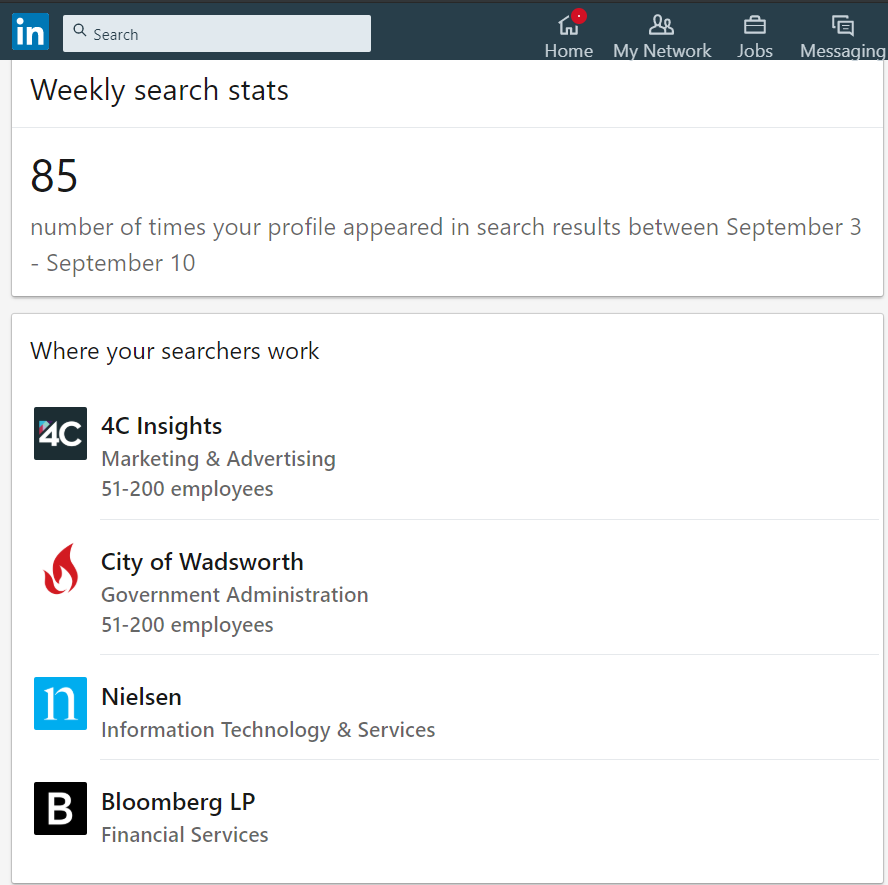 in
Search
Home
My Network
Jobs
Messaging
Weekly search stats
85
number of times your profile appeared in search results between September 3
- September 10
Where your searchers work
4C
4C Insights
Marketing & Advertising
51-200 employees
City of Wadsworth
Government Administration
51-200 employees
n
Nielsen
Information Technology & Services
B
Bloomberg LP
Financial Services